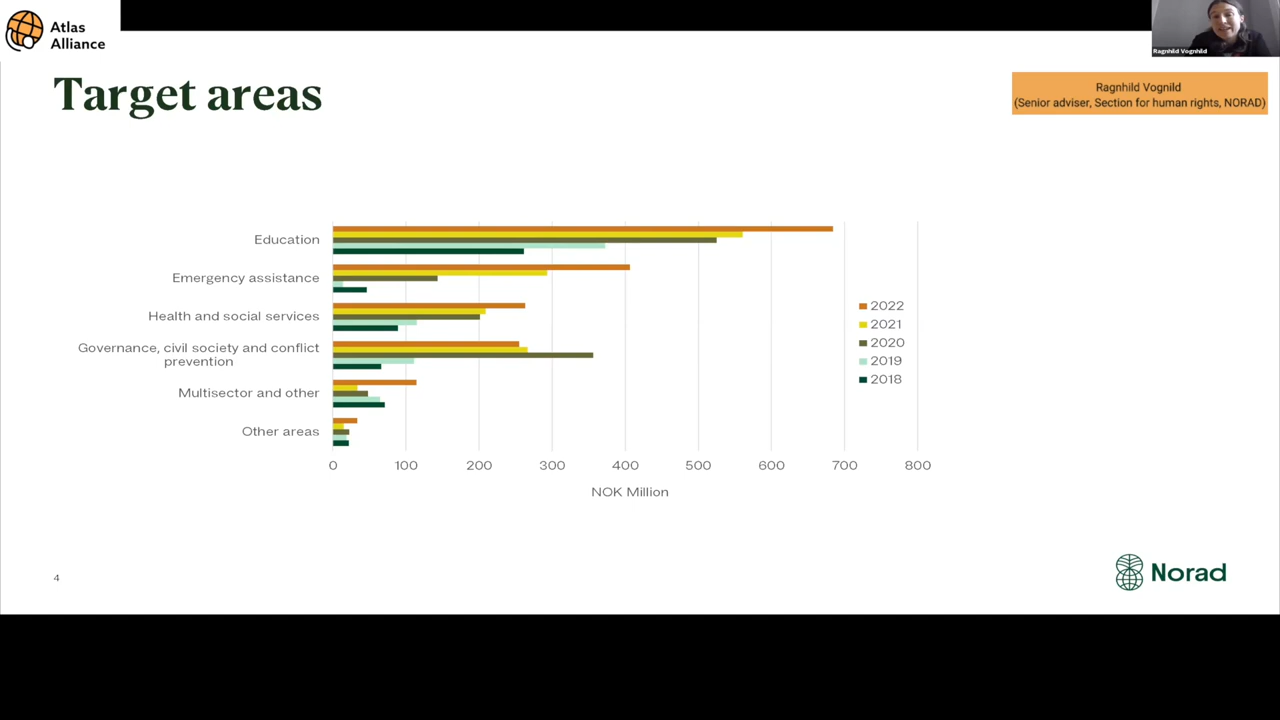 Atlas
Alliance
Ragnhild Vognhild
Target areas
Ragnhild Vognild
(Senior adviser, Section for human rights, NORAD)
Education
Emergency assistance
Health and social services
Governance, civil society and conflict
prevention
Multisector and other
Other areas
2022
2021
2020
2019
2018
0 100 200 300 400 500 600 700 800
NOK Million
4
Norad